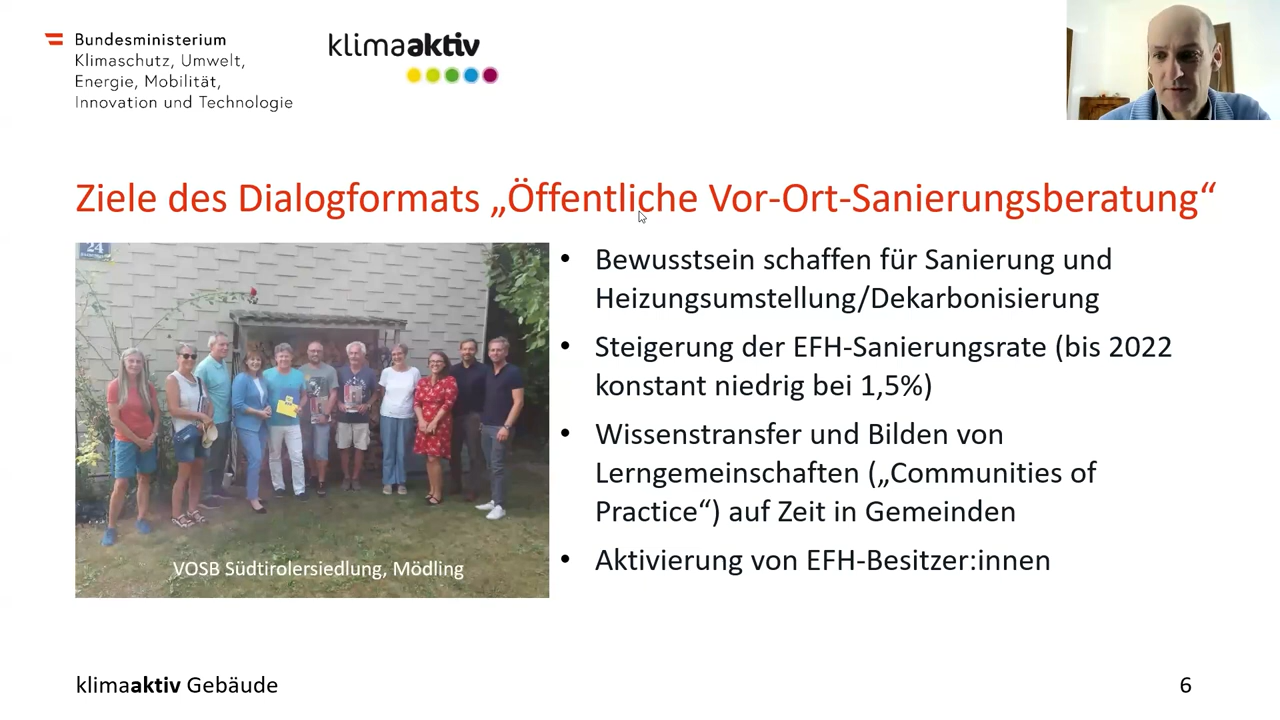 Bundesministerium
Klimaschutz, Umwelt,
Energie, Mobilität,
Innovation und Technologie
klimaaktiv
Ziele des Dialogformats „Öffentliche Vor-Ort-Sanierungsberatung“
24
VOSB Südtirolersiedlung, Mödling
• Bewusstsein schaffen für Sanierung und
Heizungsumstellung/Dekarbonisierung
• Steigerung der EFH-Sanierungsrate (bis 2022
konstant niedrig bei 1,5%)
• Wissenstransfer und Bilden von
Lerngemeinschaften („Communities of
Practice“) auf Zeit in Gemeinden
• Aktivierung von EFH-Besitzer:innen
klimaaktiv Gebäude
6